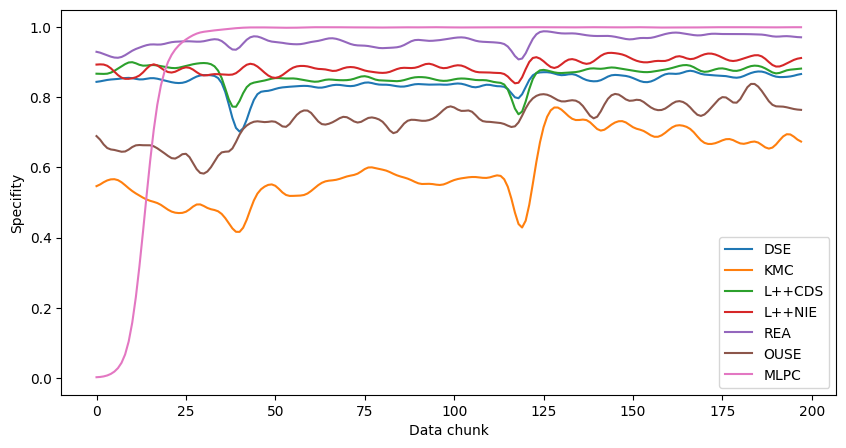 1.0
0.8
0.6
0.4
0.2
0.0
Specifity
0 25 50 75 100 125 150 175 200
Data chunk
DSE
KMC
L++CDS
L++NIE
REA
OUSE
MLPC